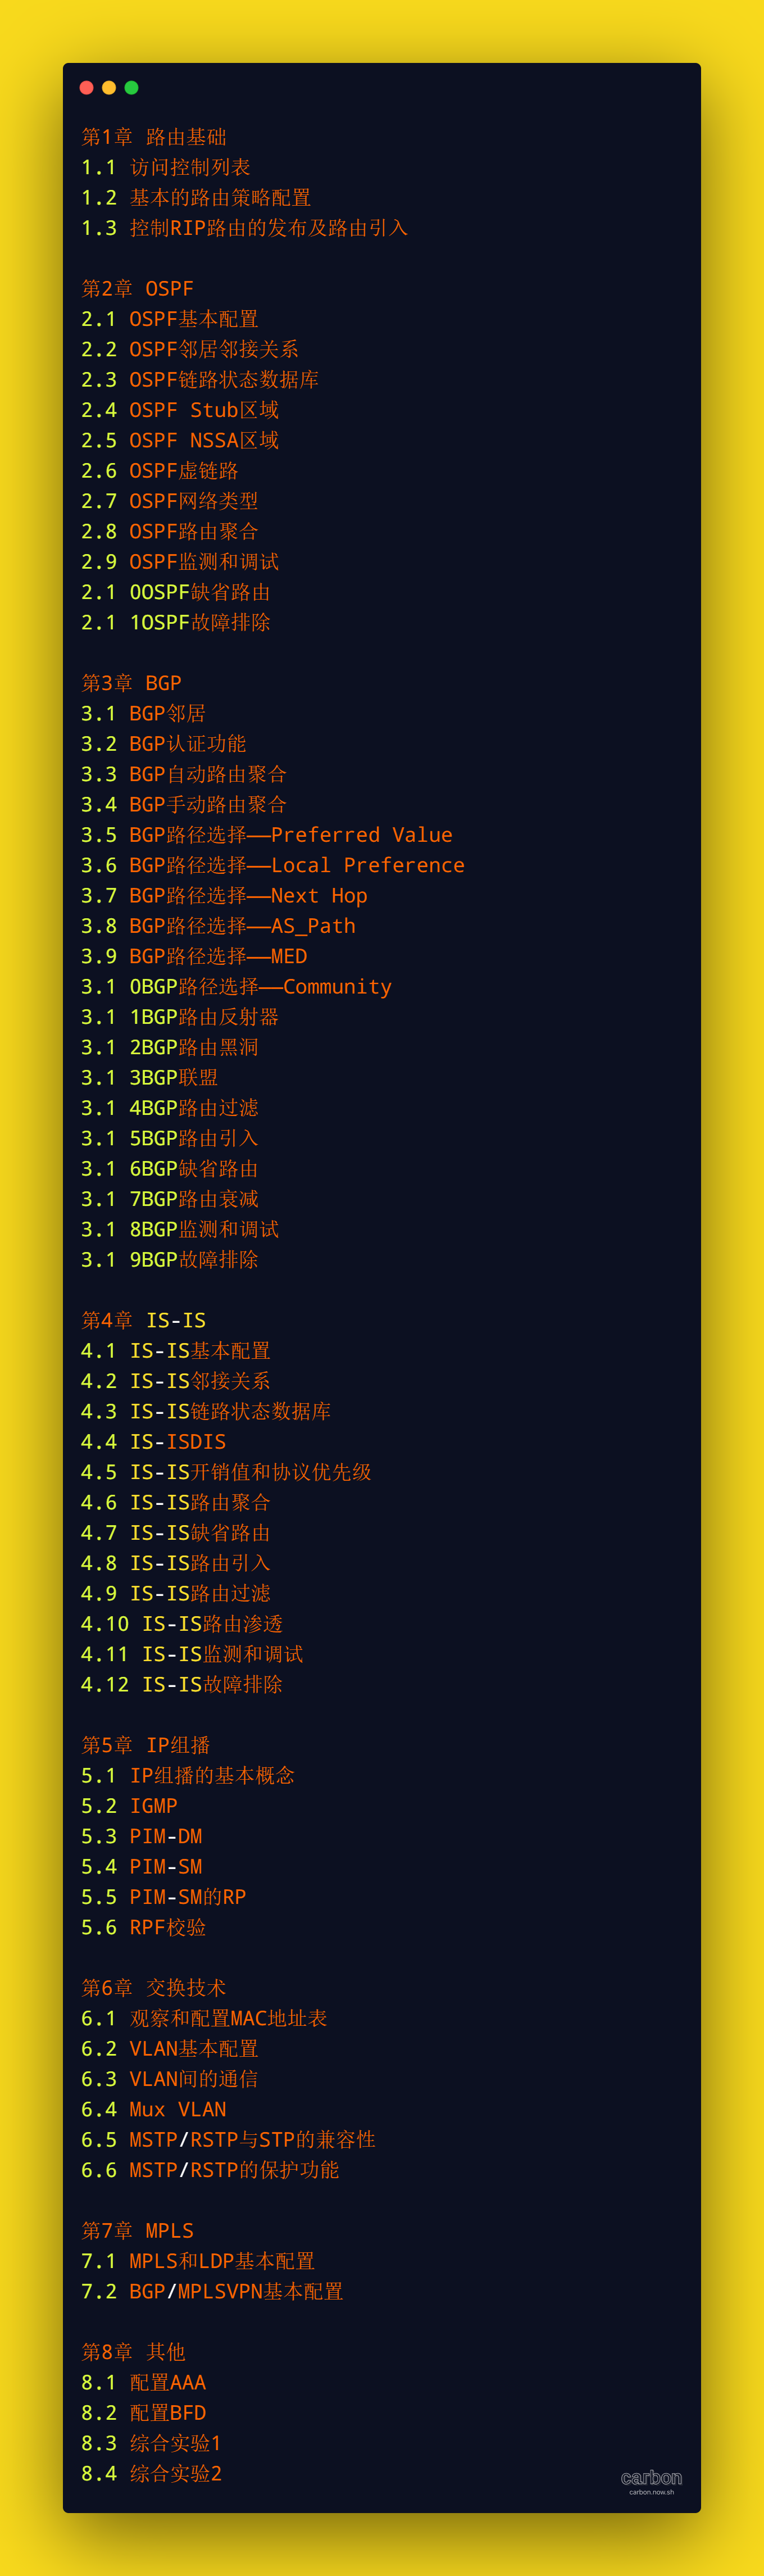 第1章 路由基础
1.1 访问控制列表
1.2 基本的路由策略配置
1.3 控制RIP路由的发布及路由引入
第2章 OSPF
2.1 OSPF基本配置
2.2 OSPF邻居邻接关系
2.3 OSPF链路状态数据库
2.4 OSPF Stub区域
2.5 OSPF NSSA区域
2.6 OSPF虚链路
2.7 OSPF网络类型
2.8 OSPF路由聚合
2.9 OSPF监测和调试
2.1 0OSPF缺省路由
2.1 1OSPF故障排除
第3章 BGP
3.1 BGP邻居
3.2 BGP认证功能
3.3 BGP自动路由聚合
3.4 BGP手动路由聚合
3.5 BGP路径选择——Preferred Value
3.6 BGP路径选择——Local Preference
3.7 BGP路径选择——Next Hop
3.8 BGP路径选择——AS_Path
3.9 BGP路径选择——MED
3.1 0BGP路径选择——Community
3.1 1BGP路由反射器
3.1 2BGP路由黑洞
3.1 3BGP联盟
3.1 4BGP路由过滤
3.1 5BGP路由引入
3.1 6BGP缺省路由
3.1 7BGP路由衰减
3.1 8BGP监测和调试
3.1 9BGP故障排除
第4章 IS-IS
4.1 IS-IS基本配置
4.2 IS-IS邻接关系
4.3 IS-IS链路状态数据库
4.4 IS-ISDIS
4.5 IS-IS开销值和协议优先级
4.6 IS-IS路由聚合
4.7 IS-IS缺省路由
4.8 IS-IS路由引入
4.9 IS-IS路由过滤
4.10 IS-IS路由渗透
4.11 IS-IS监测和调试
4.12 IS-IS故障排除
第5章 IP组播
5.1 IP组播的基本概念
5.2 IGMP
5.3 PIM-DM
5.4 PIM-SM
5.5 PIM-SM的RP
5.6 RPF校验
第6章 交换技术
6.1 观察和配置MAC地址表
6.2 VLAN基本配置
6.3 VLAN间的通信
6.4 Mux VLAN
6.5 MSTP/RSTP与STP的兼容性
6.6 MSTP/RSTP的保护功能
第7章 MPLS
7.1 MPLS和LDP基本配置
7.2 BGP/MPLSVPN基本配置
第8章 其他
8.1 配置AAA
8.2 配置BFD
8.3 综合实验1
8.4 综合实验2
carbon
carbon.now.sh